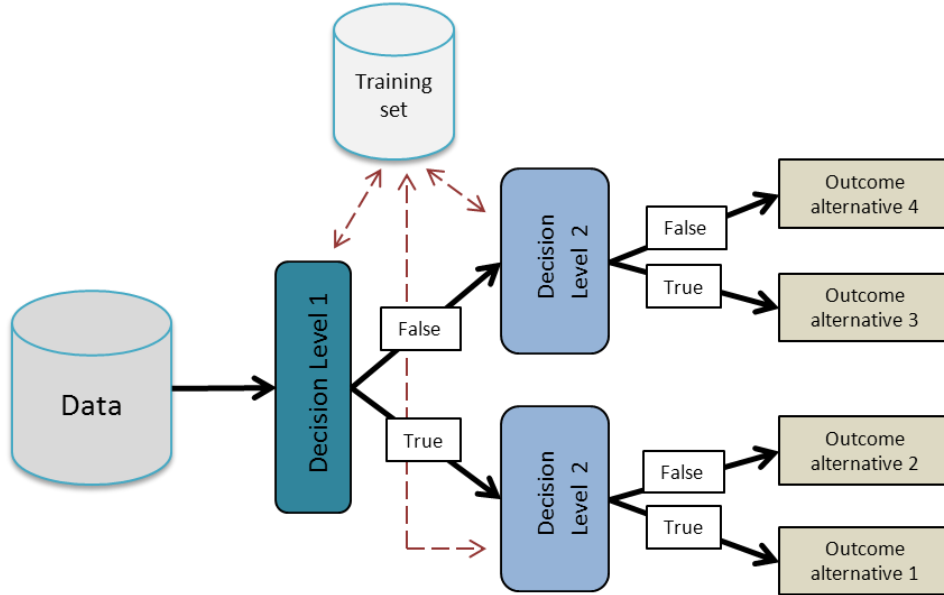 Training
set
Data
Decision Level 1
False
True
Decision
Level 2
False
True
Outcome
alternative 4
Outcome
alternative 3
Decision
Level 2
False
True
Outcome
alternative 2
Outcome
alternative 1